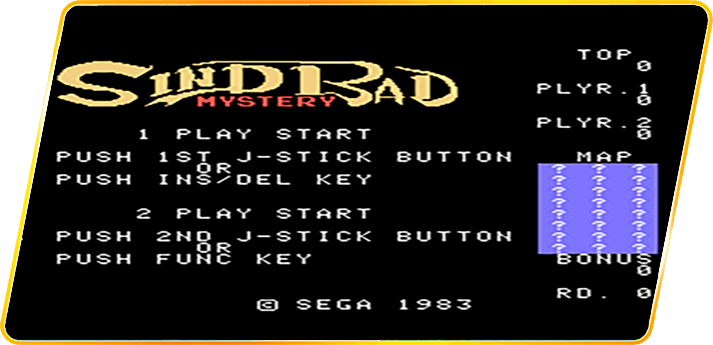 SINDBAD
MYSTERY
1 PLAY START
PUSH 1ST J-STICK BUTTON
OR
PUSH INS/DEL KEY
2 PLAY START
PUSH 2ND J-STICK BUTTON
OR
PUSH FUNC KEY
© SEGA 1983
TOP
0
PLYR.1
0
PLYR.2
0
MAP
? ? ?
? ? ?
? ? ?
? ? ?
? ? ?
? ? ?
? ? ?
? ? ?
BONUS
0
RD. 0